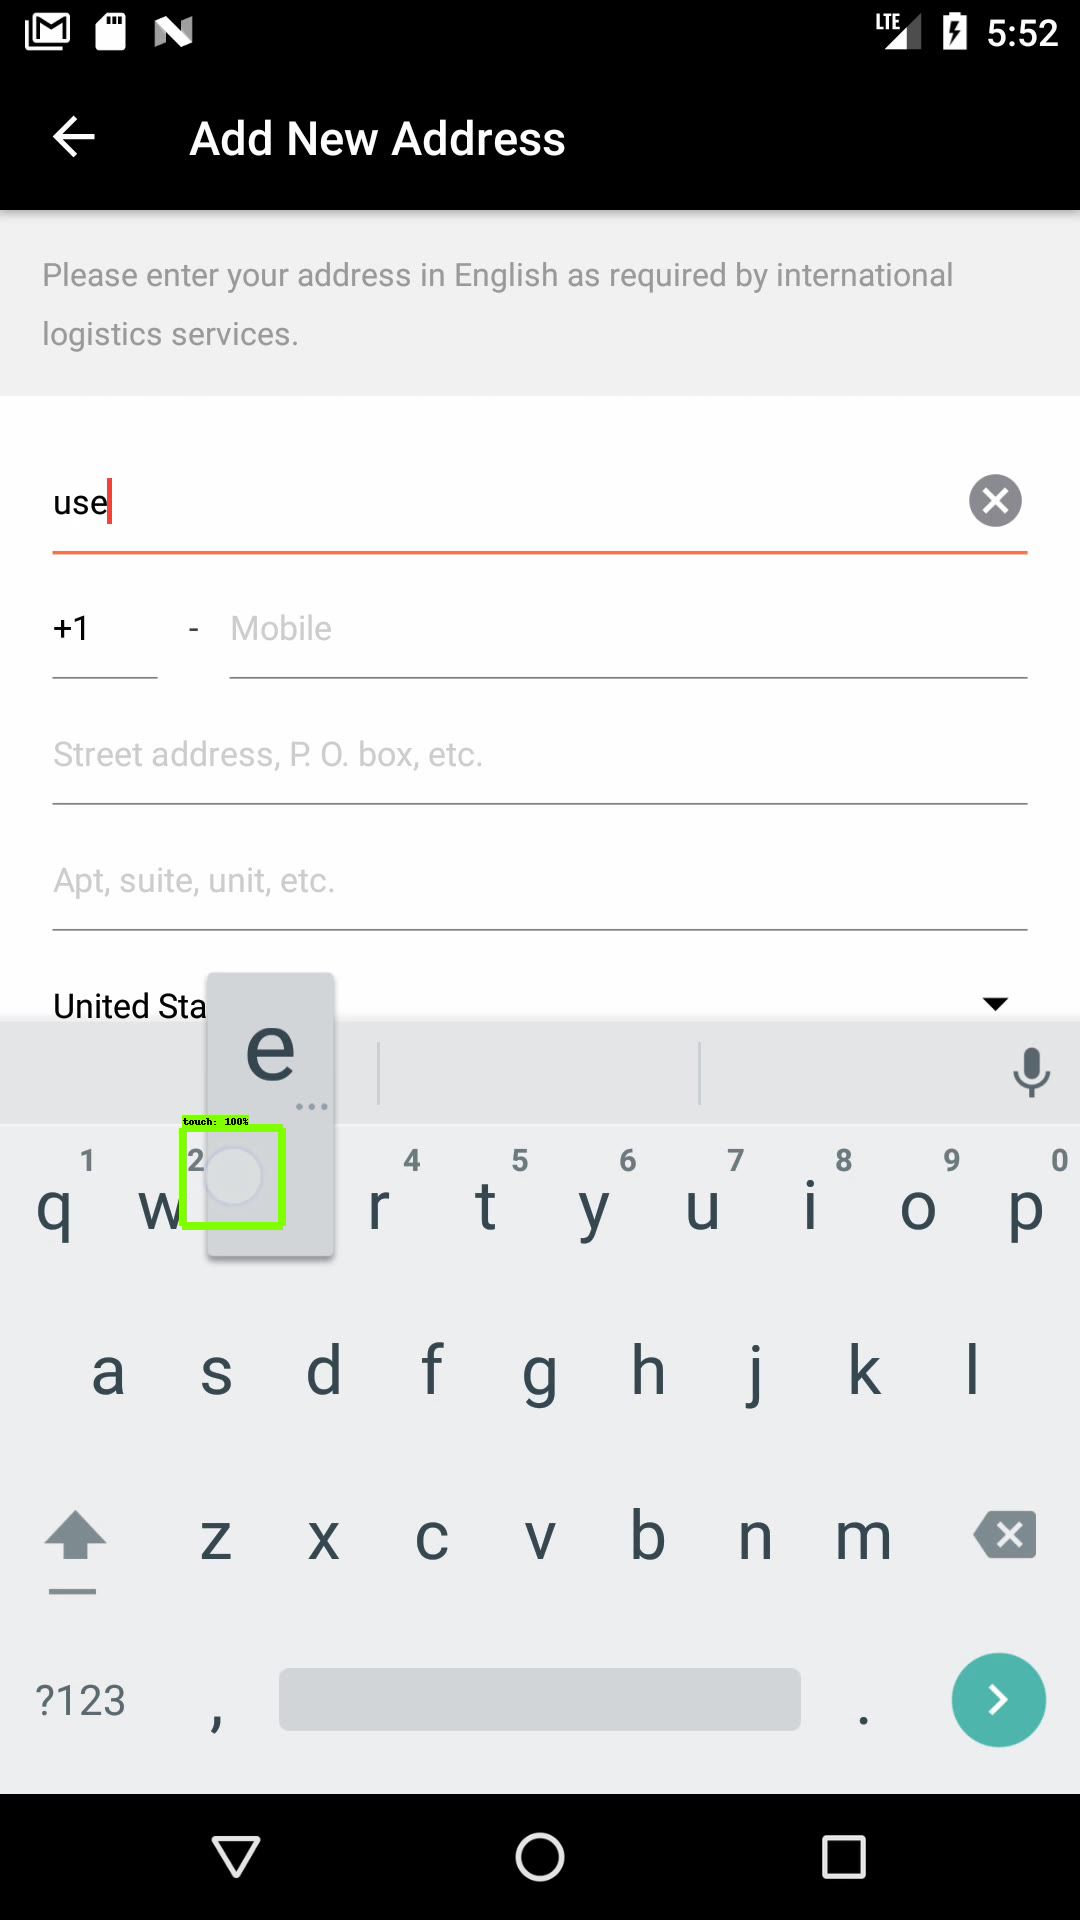 LTE 5:52
Add New Address
Please enter your address in English as required by international
logistics services.
use
+1 - Mobile
Street address, P. O. box, etc.
Apt, suite, unit, etc.
United Sta
e
touch: 100%
1 2 4 5 6 7 8 9 0
q w r t y u i o p
a s d f g h j k l
z x c v b n m
?123 , .